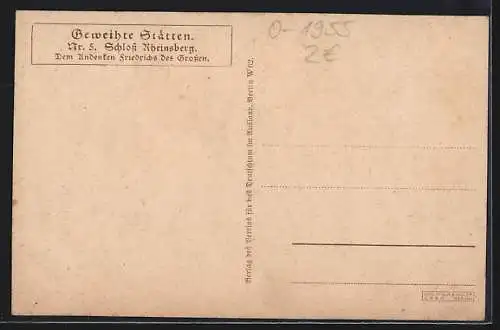 Geweihte Stätten.
Nr. 5. Schloß Rheinsberg.
Dem Andenken Friedrichs des Großen.
0-1955
2€
Verlag des Vereins für das Deutschtum im Ausland, Berlin W 62.